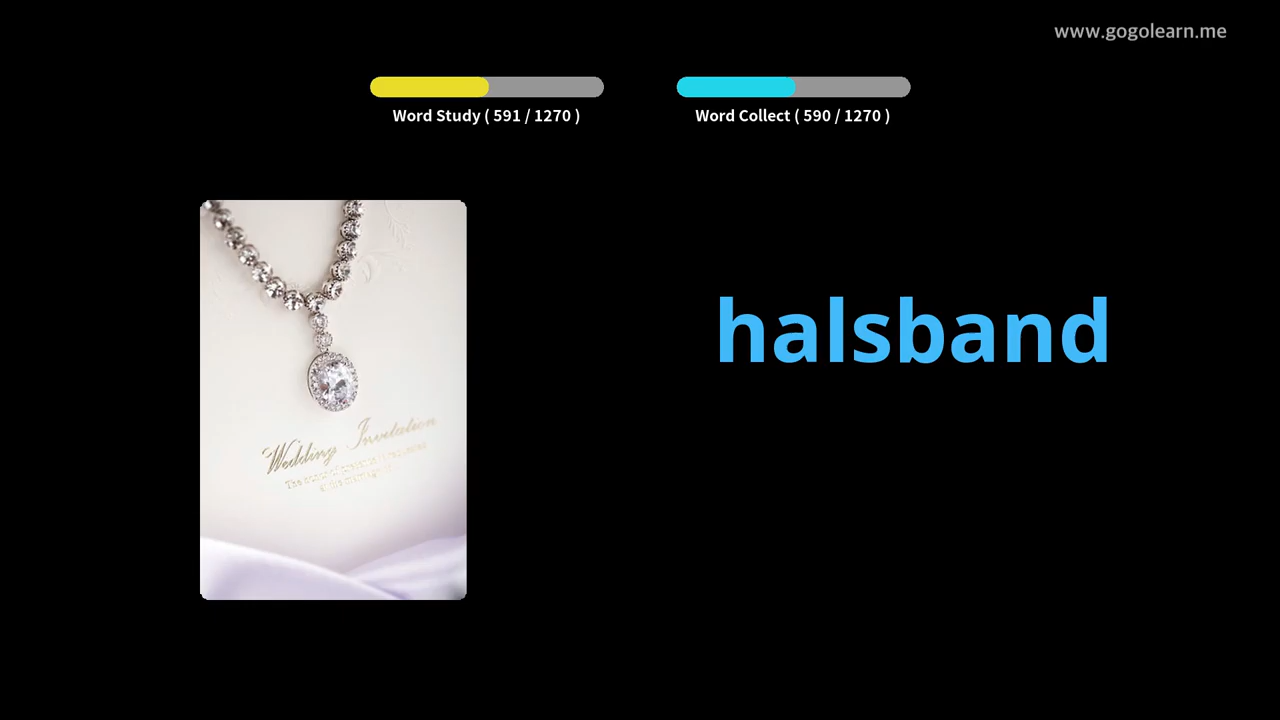 www.gogolearn.me
Word Study ( 591 / 1270 )
Word Collect ( 590 / 1270 )
halsband
Wedding Invitation